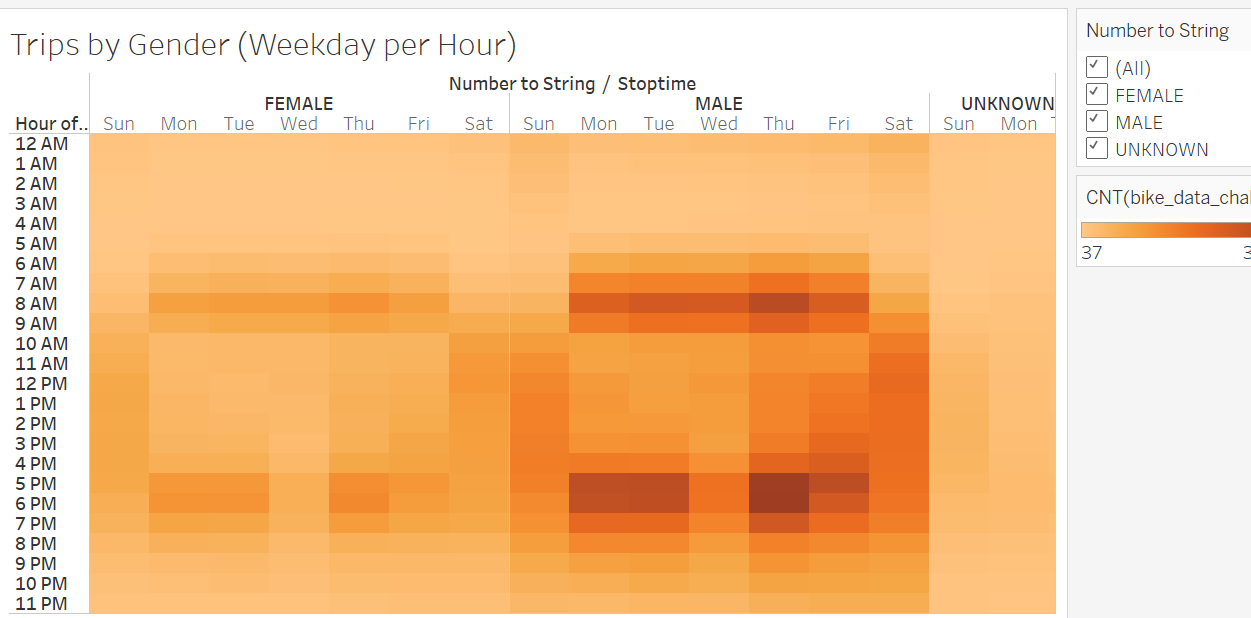 Trips by Gender (Weekday per Hour)
Number to String / Stoptime
FEMALE MALE UNKNOWN
Hour of.. Sun Mon Tue Wed Thu Fri Sat Sun Mon Tue Wed Thu Fri Sat Sun Mon
12 AM
1 AM
2 AM
3 AM
4 AM
5 AM
6 AM
7 AM
8 AM
9 AM
10 AM
11 AM
12 PM
1 PM
2 PM
3 PM
4 PM
5 PM
6 PM
7 PM
8 PM
9 PM
10 PM
11 PM
Number to String
(All)
FEMALE
MALE
UNKNOWN
CNT(bike_data_chal
37 3